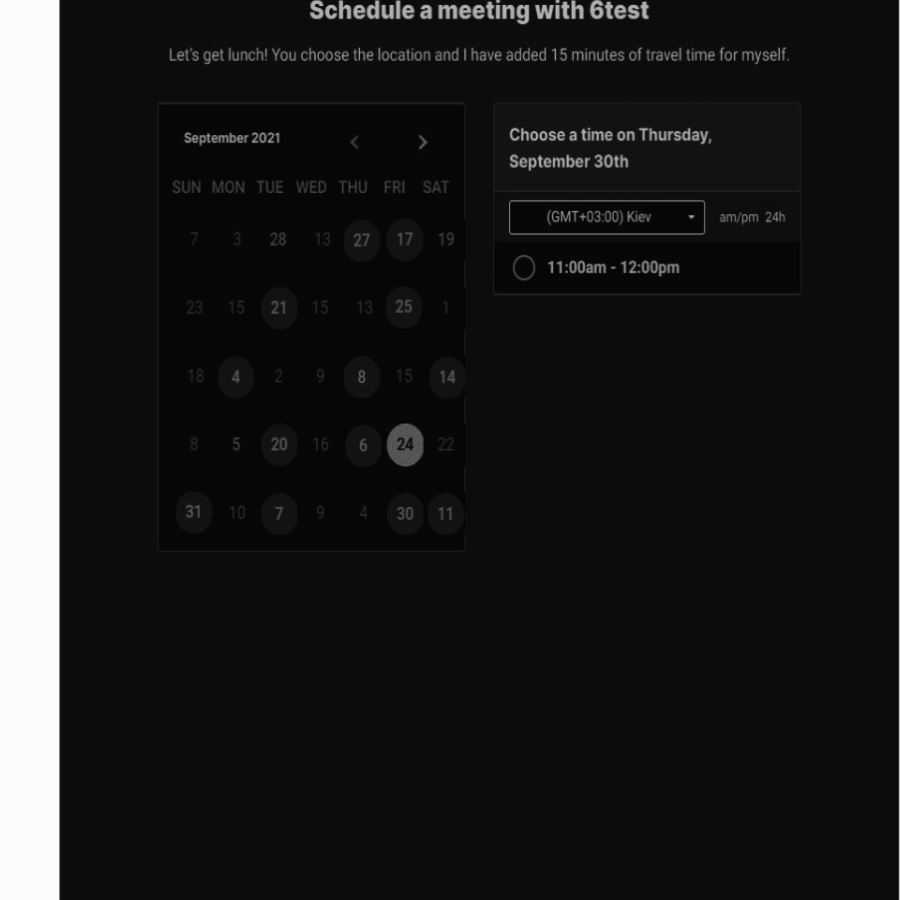 Schedule a meeting with 6test
Let's get lunch! You choose the location and I have added 15 minutes of travel time for myself.
September 2021
SUN MON TUE WED THU FRI SAT
7 3 28 13 27 17 19
23 15 21 15 13 25 1
18 4 2 9 8 15 14
8 5 20 16 6 24 22
31 10 7 9 4 30 11
Choose a time on Thursday,
September 30th
(GMT+03:00) Kiev am/pm 24h
11:00am - 12:00pm